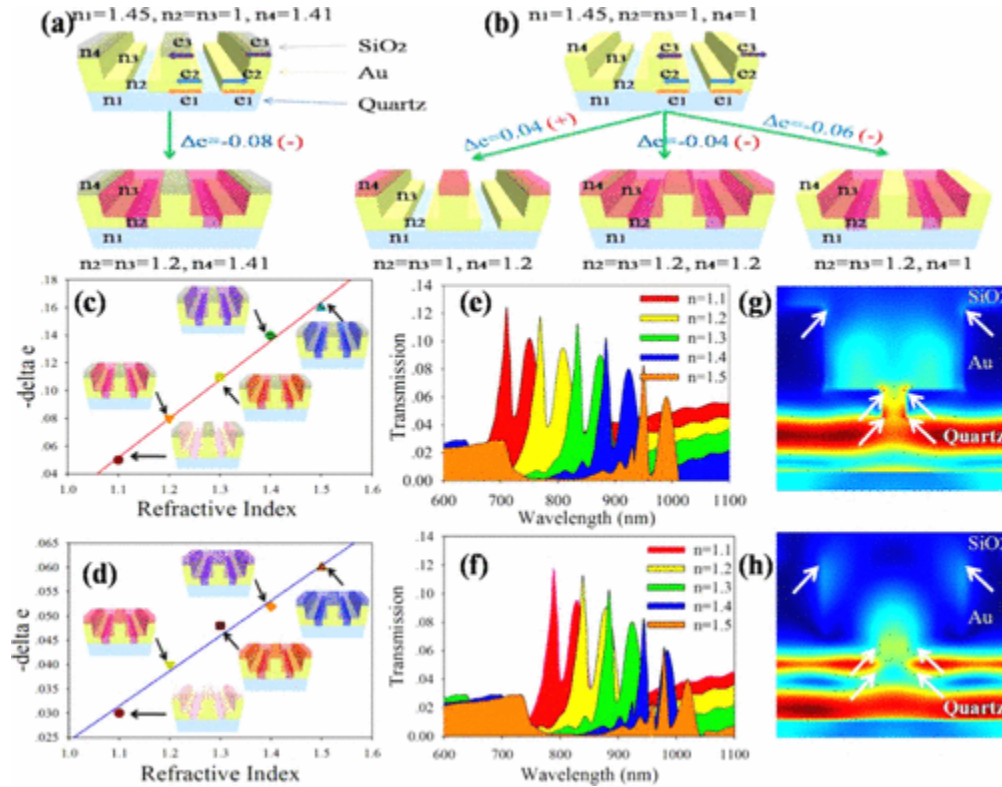 (a) n₁=1.45, n₂=n₃=1, n₄=1.41
n₄ n₃ n₂ n₁ e₃ e₃ e₂ e₂ e₁ e₁
SiO₂
Au
Quartz
Δe=-0.08 (-)
n₄ n₃ n₂ n₁
n₂=n₃=1.2, n₄=1.41
(b) n₁=1.45, n₂=n₃=1, n₄=1
n₄ n₃ n₂ n₁ e₃ e₃ e₂ e₂ e₁ e₁
Δe=0.04 (+)
Δe=-0.04 (-)
Δe=-0.06 (-)
n₄ n₃ n₂ n₁
n₄ n₃ n₂ n₁
n₄ n₃ n₂ n₁
n₂=n₃=1, n₄=1.2
n₂=n₃=1.2, n₄=1.2
n₂=n₃=1.2, n₄=1
(c)
-delta e
.18
.16
.14
.12
.10
.08
.06
.04
1.0 1.1 1.2 1.3 1.4 1.5 1.6
Refractive Index
(e)
Transmission
.12
.10
.08
.06
.04
.02
0.00
n=1.1
n=1.2
n=1.3
n=1.4
n=1.5
600 700 800 900 1000 1100
Wavelength (nm)
(g)
SiO₂
Au
Quartz
(d)
-delta e
.065
.060
.055
.050
.045
.040
.035
.030
.025
1.0 1.1 1.2 1.3 1.4 1.5 1.6
Refractive Index
(f)
Transmission
.14
.12
.10
.08
.06
.04
.02
0.00
n=1.1
n=1.2
n=1.3
n=1.4
n=1.5
600 700 800 900 1000 1100
Wavelength (nm)
(h)
SiO₂
Au
Quartz